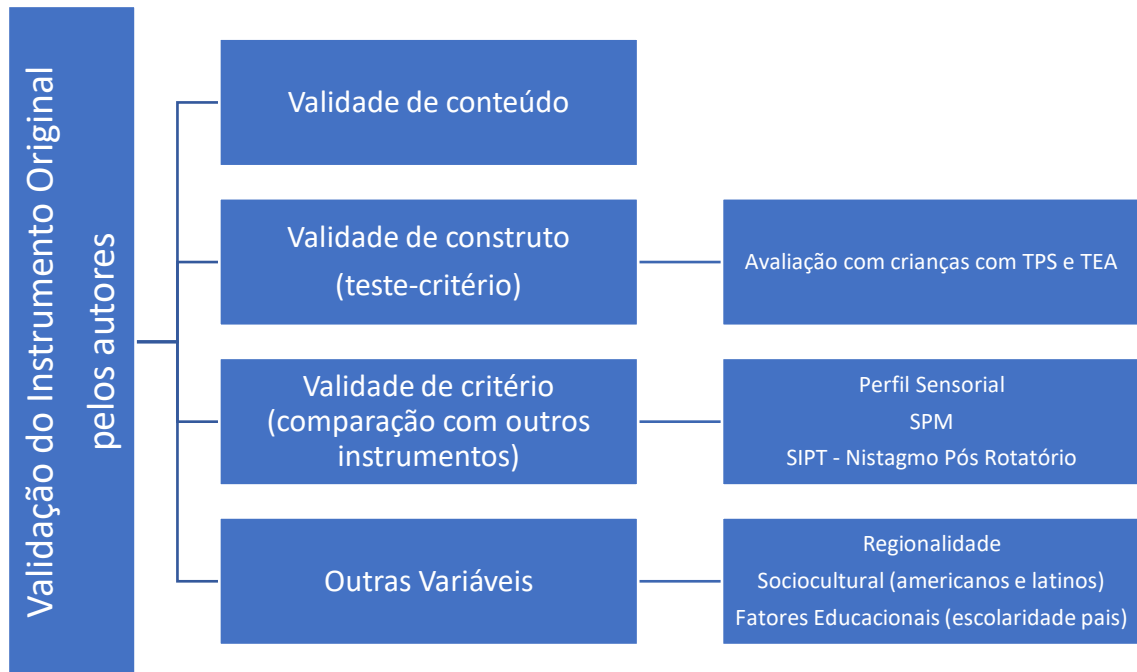 Validação do Instrumento Original
pelos autores
Validade de conteúdo
Validade de construto
(teste-critério)
Avaliação com crianças com TPS e TEA
Validade de critério
(comparação com outros
instrumentos)
Perfil Sensorial
SPM
SIPT - Nistagmo Pós Rotatório
Outras Variáveis
Regionalidade
Sociocultural (americanos e latinos)
Fatores Educacionais (escolaridade pais)